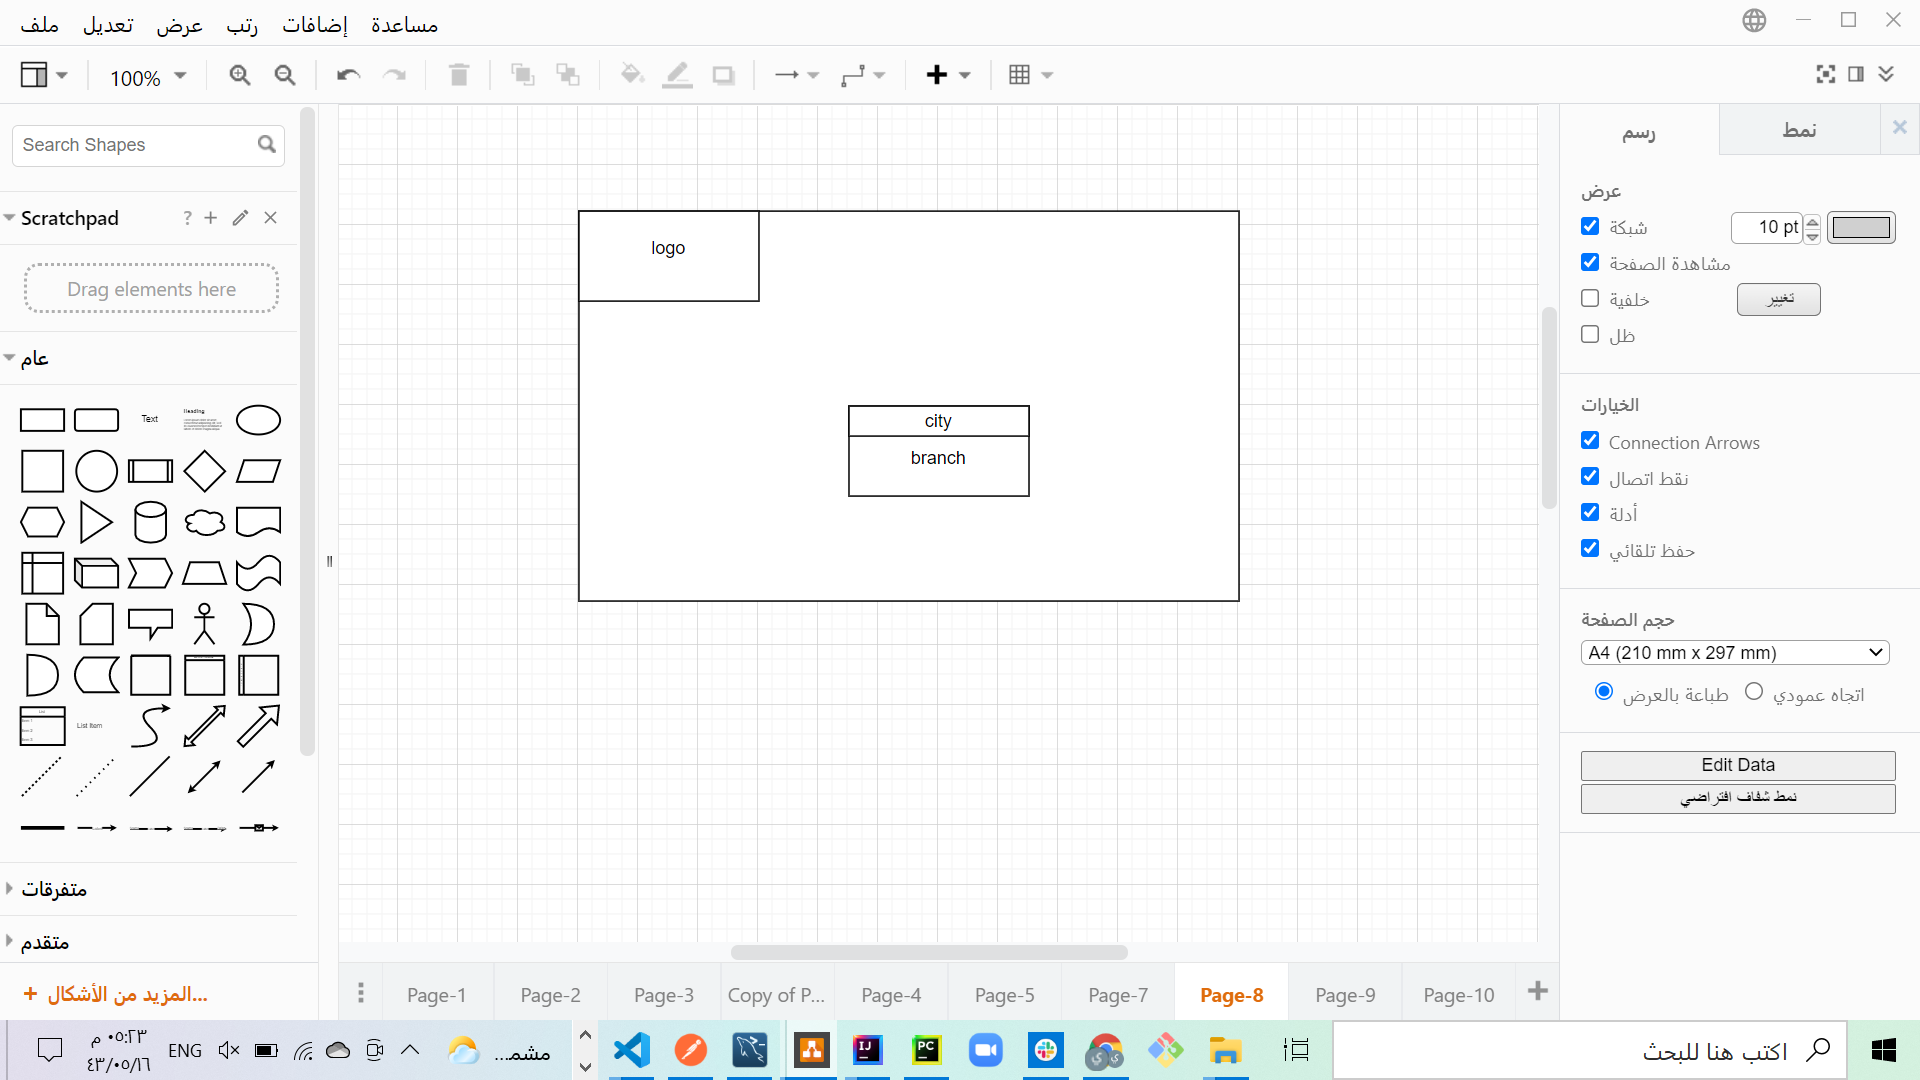 ملف تعديل عرض رتب إضافات مساعدة
100%
Search Shapes
Scratchpad
?
Drag elements here
عام
Text
Heading
List Item
متفرقات
متقدم
+ المزيد من الأشكال...
logo
city
branch
رسم
نمط
عرض
شبكة
10 pt
مشاهدة الصفحة
خلفية
تغيير
ظل
الخيارات
Connection Arrows
نقط اتصال
أدلة
حفظ تلقائي
حجم الصفحة
A4 (210 mm x 297 mm)
طباعة بالعرض
اتجاه عمودي
Edit Data
نمط شفاف افتراضي
Page-1 Page-2 Page-3 Copy of P... Page-4 Page-5 Page-7 Page-8 Page-9 Page-10
٠٥:٢٣ م
٤٣/٠٥/١٦
ENG
مشمـ...
IJ
PC
اكتب هنا للبحث